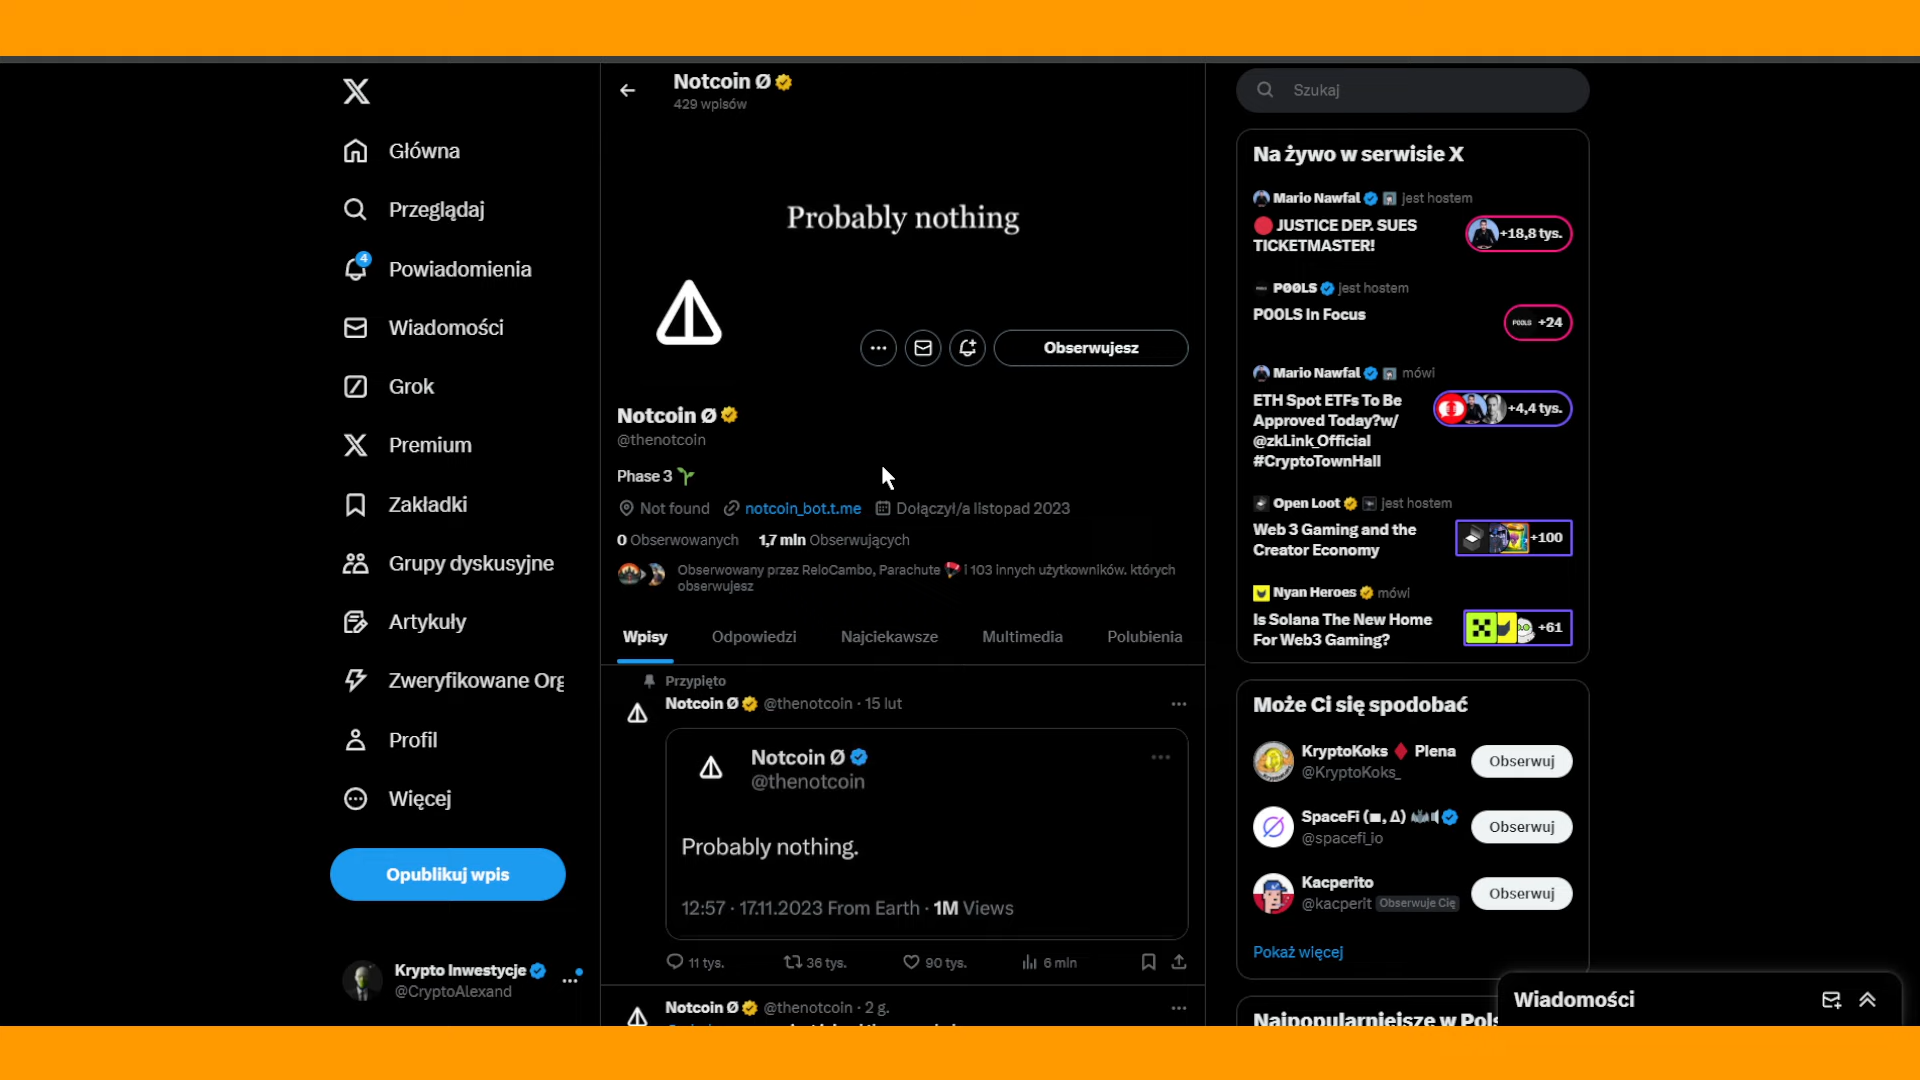 Główna
Przeglądaj
4
Powiadomienia
Wiadomości
Grok
Premium
Zakładki
Grupy dyskusyjne
Artykuły
Zweryfikowane Org
Profil
Więcej
Opublikuj wpis
Krypto Inwestycje
@CryptoAlexand
Notcoin Ø
429 wpisów
Probably nothing
Obserwujesz
Notcoin Ø
@thenotcoin
Phase 3
Not found notcoin_bot.t.me Dołączył/a listopad 2023
0 Obserwowanych 1,7 mln Obserwujących
Obserwowany przez ReloCambo, Parachute i 103 innych użytkowników, których
obserwujesz
Wpisy Odpowiedzi Najciekawsze Multimedia Polubienia
Przypięto
Notcoin Ø @thenotcoin · 15 lut
Notcoin Ø
@thenotcoin
Probably nothing.
12:57 · 17.11.2023 From Earth · 1M Views
11 tys. 36 tys. 90 tys. 6 mln
Notcoin Ø @thenotcoin · 2 g.
Szukaj
Na żywo w serwisie X
Mario Nawfal jest hostem
JUSTICE DEP. SUES
TICKETMASTER!
+18,8 tys.
PØØLS jest hostem
POOLS In Focus
POOLS +24
Mario Nawfal mówi
ETH Spot ETFs To Be
Approved Today?w/
@zkLink_Official
#CryptoTownHall
+4,4 tys.
Open Loot jest hostem
Web 3 Gaming and the
Creator Economy
+100
Nyan Heroes mówi
Is Solana The New Home
For Web3 Gaming?
+61
Może Ci się spodobać
KryptoKoks Plena
@KryptoKoks_
Obserwuj
SpaceFi (■, Δ)
@spacefi_io
Obserwuj
Kacperito
@kacperit Obserwuje Cię
Obserwuj
Pokaż więcej
Najpopularniejsze w Pols
Wiadomości